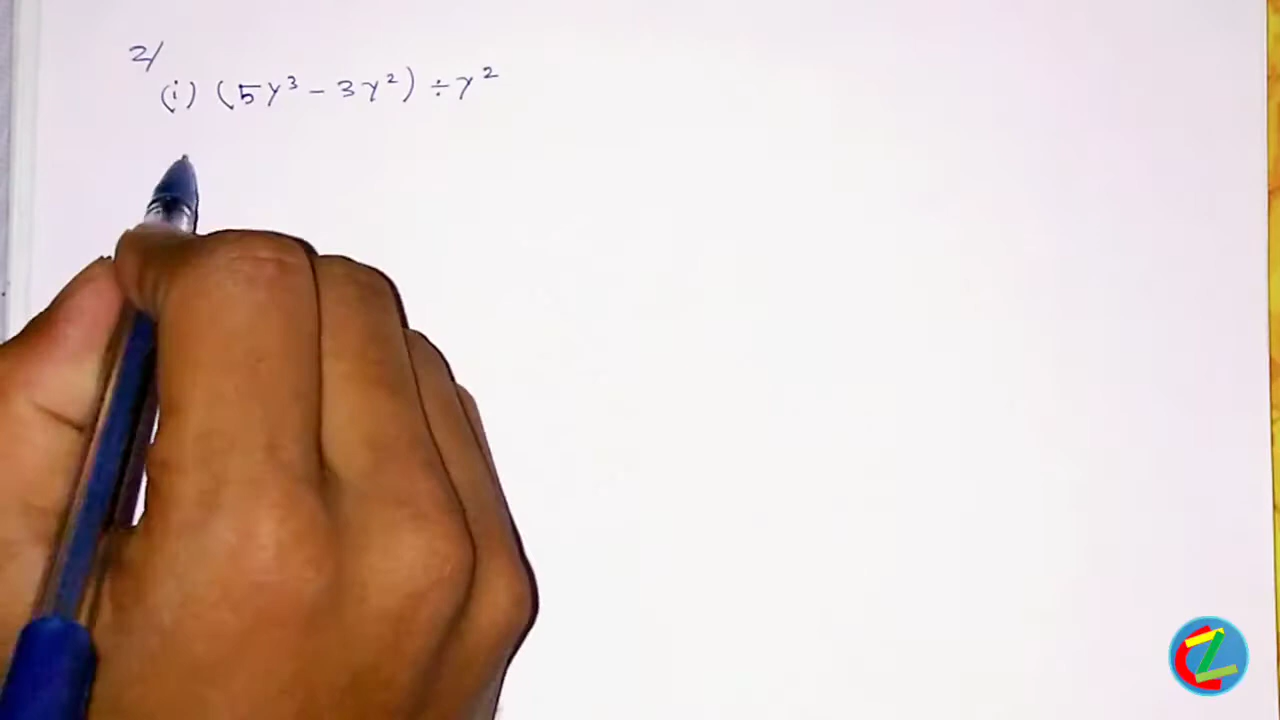 2/
(i) (5y³ - 3y²) ÷ y²